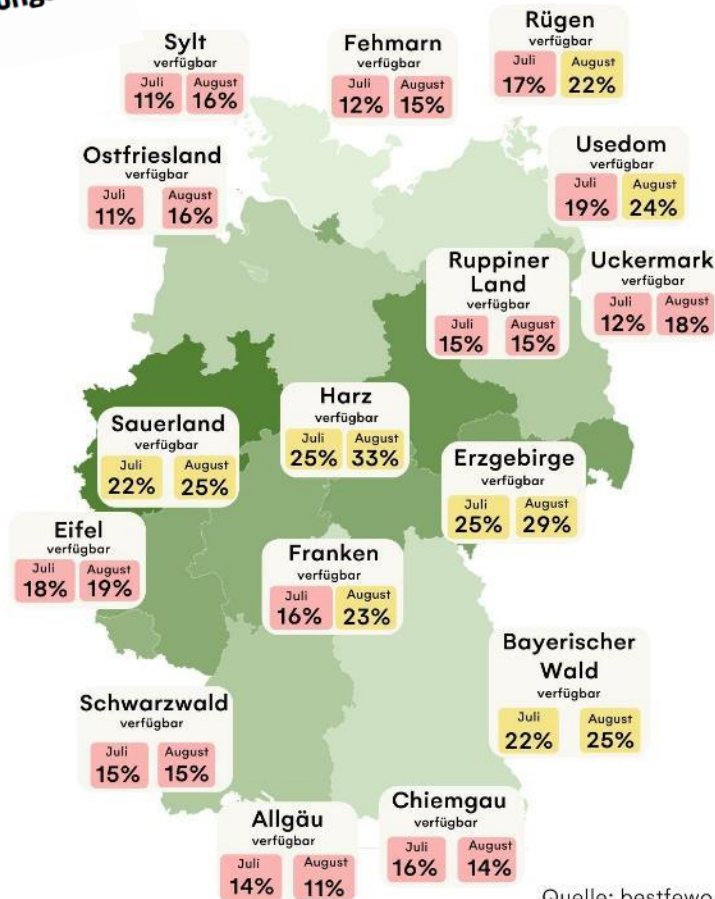 Sylt
verfügbar
Juli August
11% 16%
Fehmarn
verfügbar
Juli August
12% 15%
Rügen
verfügbar
Juli August
17% 22%
Ostfriesland
verfügbar
Juli August
11% 16%
Usedom
verfügbar
Juli August
19% 24%
Ruppiner
Land
verfügbar
Juli August
15% 15%
Uckermark
verfügbar
Juli August
12% 18%
Harz
verfügbar
Juli August
25% 33%
Sauerland
verfügbar
Juli August
22% 25%
Erzgebirge
verfügbar
Juli August
25% 29%
Eifel
verfügbar
Juli August
18% 19%
Franken
verfügbar
Juli August
16% 23%
Bayerischer
Wald
verfügbar
Juli August
22% 25%
Schwarzwald
verfügbar
Juli August
15% 15%
Allgäu
verfügbar
Juli August
14% 11%
Chiemgau
verfügbar
Juli August
16% 14%
Quelle: bestfewo